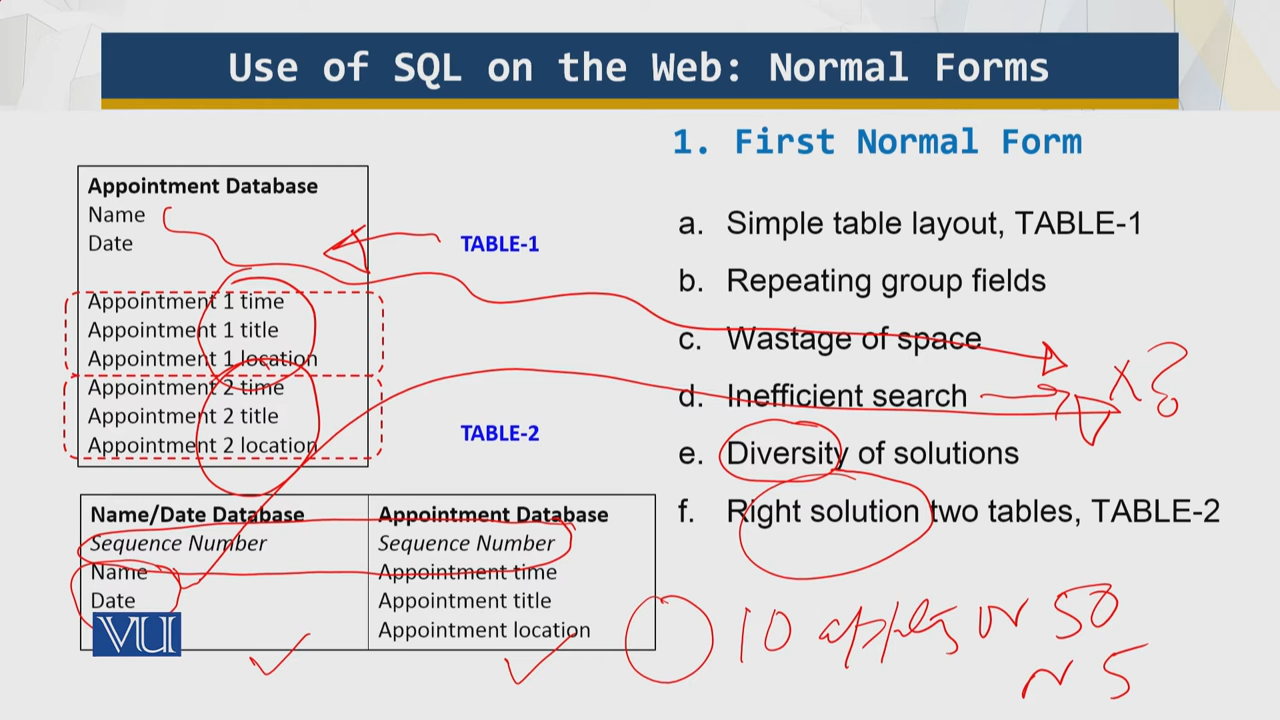 Use of SQL on the Web: Normal Forms
1. First Normal Form
Appointment Database
Name
Date
Appointment 1 time
Appointment 1 title
Appointment 1 location
Appointment 2 time
Appointment 2 title
Appointment 2 location
TABLE-1
TABLE-2
a. Simple table layout, TABLE-1
b. Repeating group fields
c. Wastage of space
d. Inefficient search
e. Diversity of solutions
f. Right solution two tables, TABLE-2
Name/Date Database
Sequence Number
Name
Date
Appointment Database
Sequence Number
Appointment time
Appointment title
Appointment location
VU
10 or 50
5